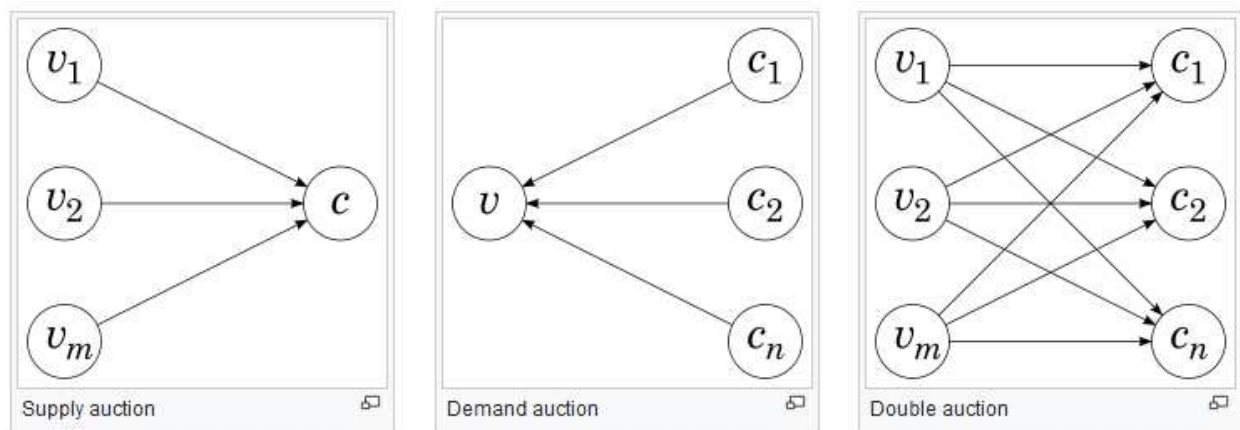 v₁
v₂
vₘ
c
Supply auction
c₁
v
c₂
cₙ
Demand auction
v₁
c₁
v₂
c₂
vₘ
cₙ
Double auction